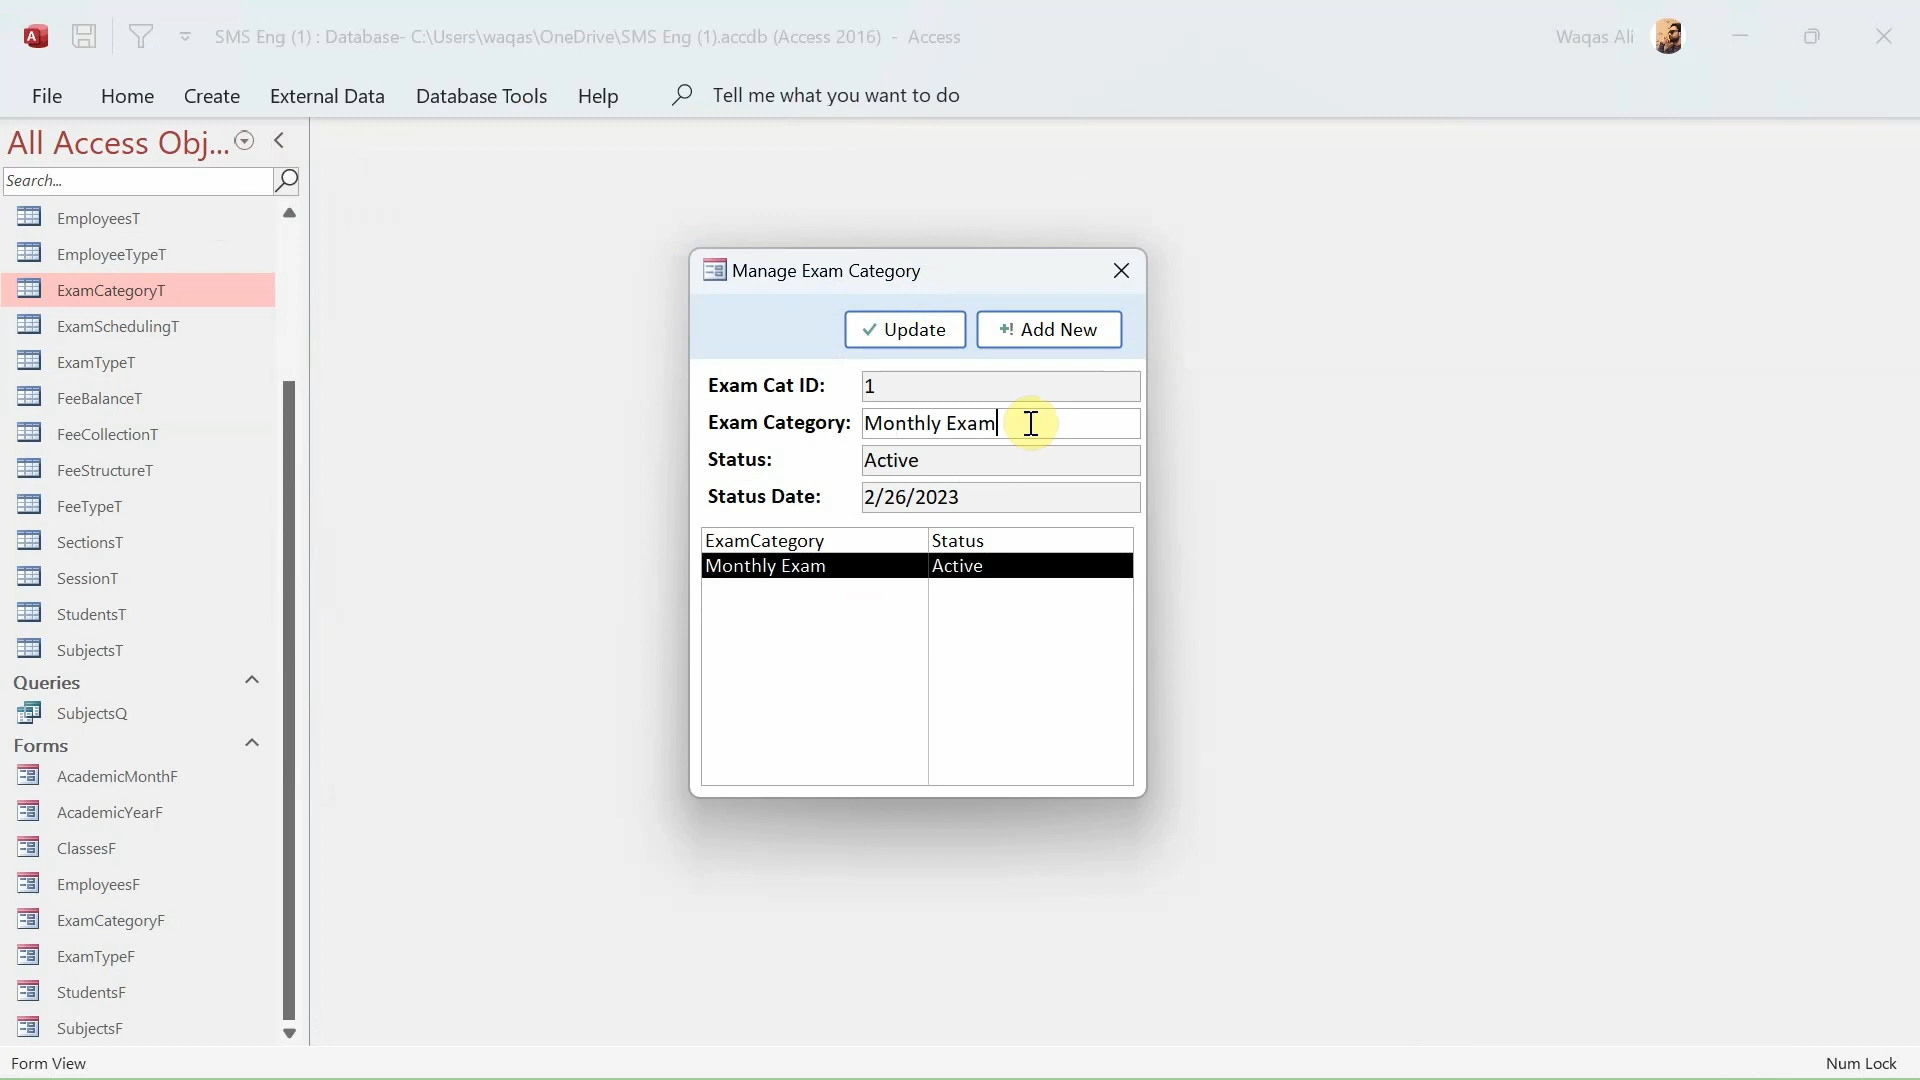 SMS Eng (1) : Database- C:\Users\waqas\OneDrive\SMS Eng (1).accdb (Access 2016) - Access
Waqas Ali
File Home Create External Data Database Tools Help Tell me what you want to do
All Access Obj...
Search...
EmployeesT
EmployeeTypeT
ExamCategoryT
ExamSchedulingT
ExamTypeT
FeeBalanceT
FeeCollectionT
FeeStructureT
FeeTypeT
SectionsT
SessionT
StudentsT
SubjectsT
Queries
SubjectsQ
Forms
AcademicMonthF
AcademicYearF
ClassesF
EmployeesF
ExamCategoryF
ExamTypeF
StudentsF
SubjectsF
Manage Exam Category
Update Add New
Exam Cat ID: 1
Exam Category: Monthly Exam
Status: Active
Status Date: 2/26/2023
ExamCategory Status
Monthly Exam Active
Form View Num Lock